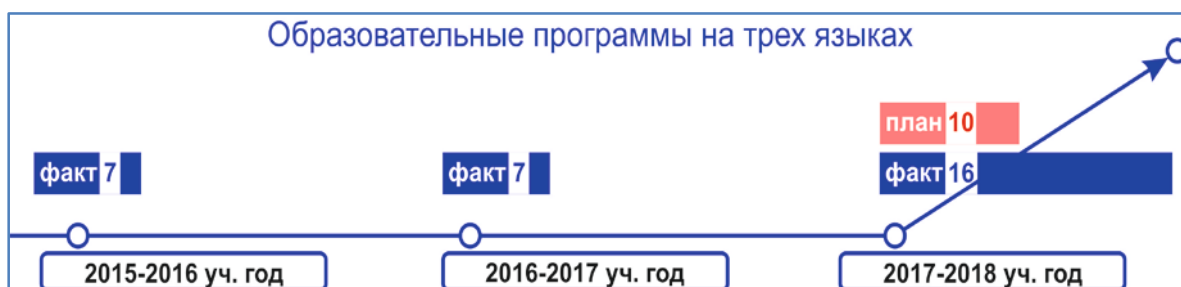 Образовательные программы на трех языках
план 10
факт 7
факт 7
факт 16
2015-2016 уч. год
2016-2017 уч. год
2017-2018 уч. год